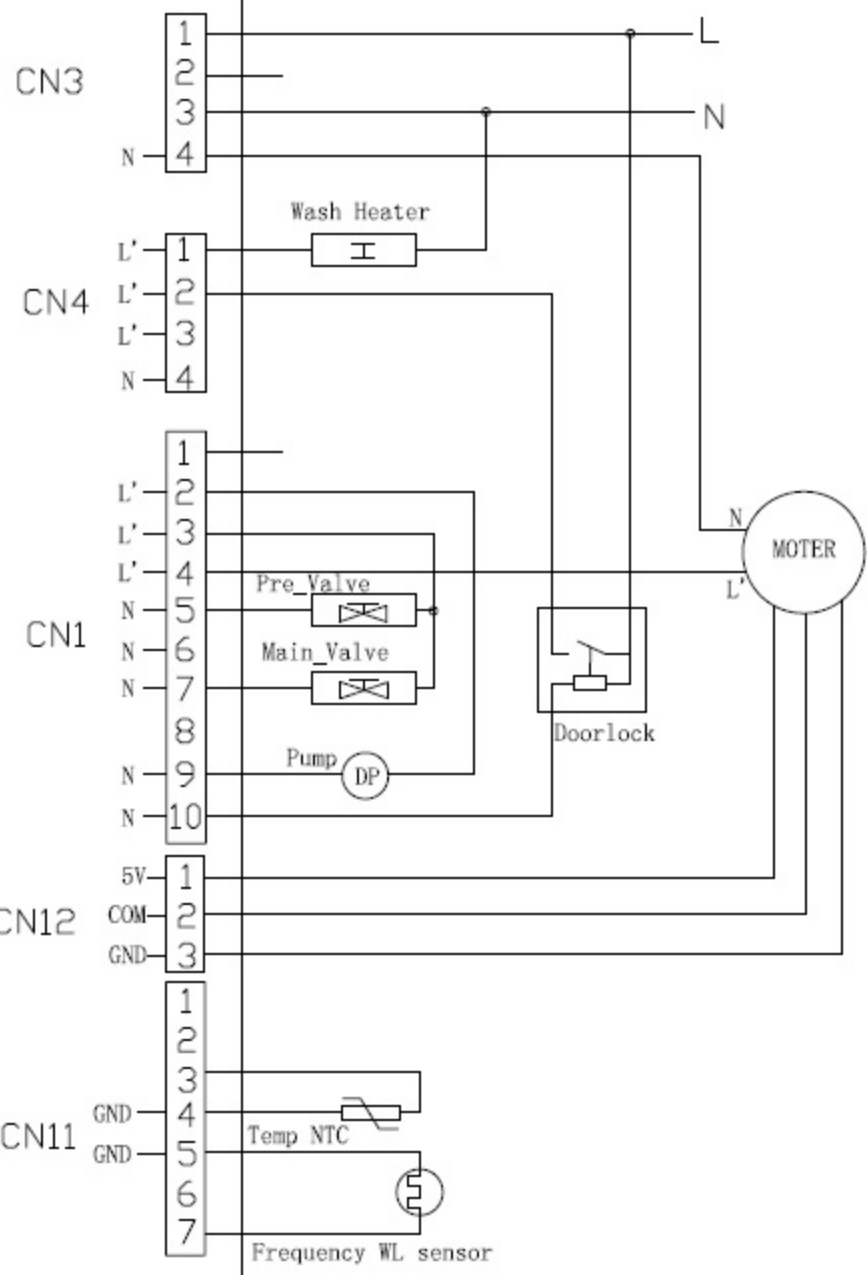 CN3
1 L
2
3 N
N 4
Wash Heater
CN4
L' 1
L' 2
L' 3
N 4
CN1
1
L' 2
L' 3
L' 4
Pre_Valve
N 5
N 6
Main_Valve
N 7
8
Pump
N 9 DP
N 10
N
MOTER
L'
Doorlock
CN12
5V 1
COM 2
GND 3
CN11
1
2
3
GND 4
Temp NTC
GND 5
6
7
Frequency WL sensor